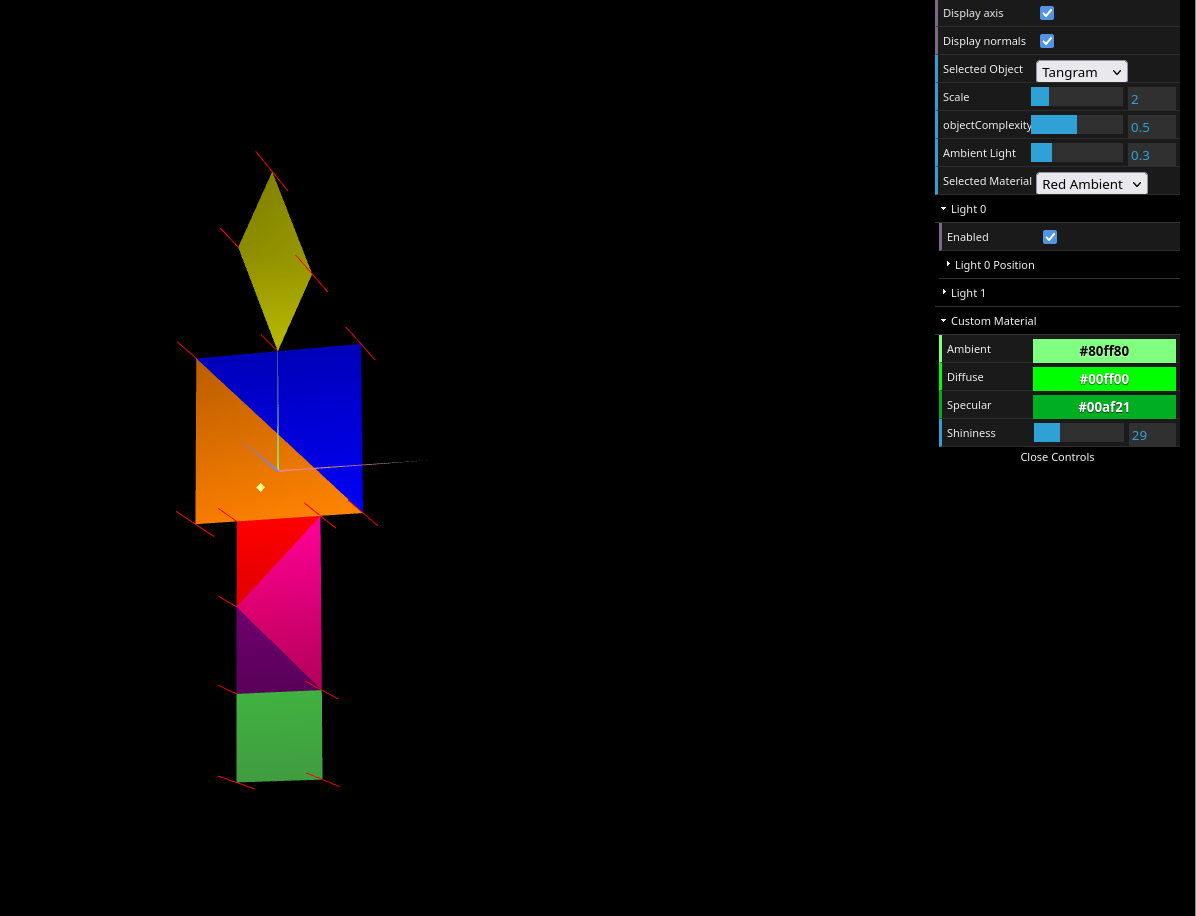 Display axis
Display normals
Selected Object Tangram
Scale 2
objectComplexity 0.5
Ambient Light 0.3
Selected Material Red Ambient
Light 0
Enabled
Light 0 Position
Light 1
Custom Material
Ambient #80ff80
Diffuse #00ff00
Specular #00af21
Shininess 29
Close Controls